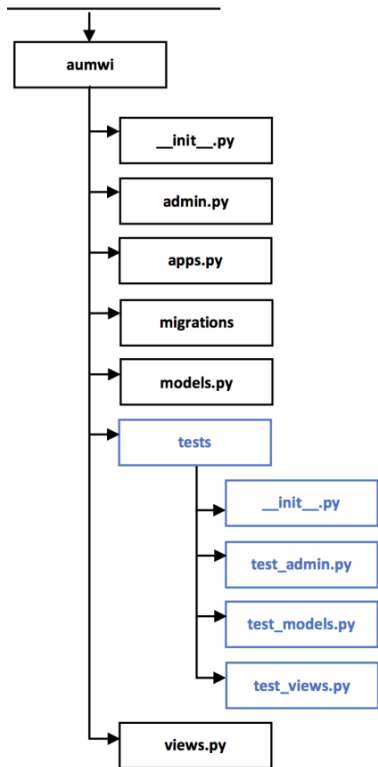 aumwi
__init__.py
admin.py
apps.py
migrations
models.py
tests
__init__.py
test_admin.py
test_models.py
test_views.py
views.py